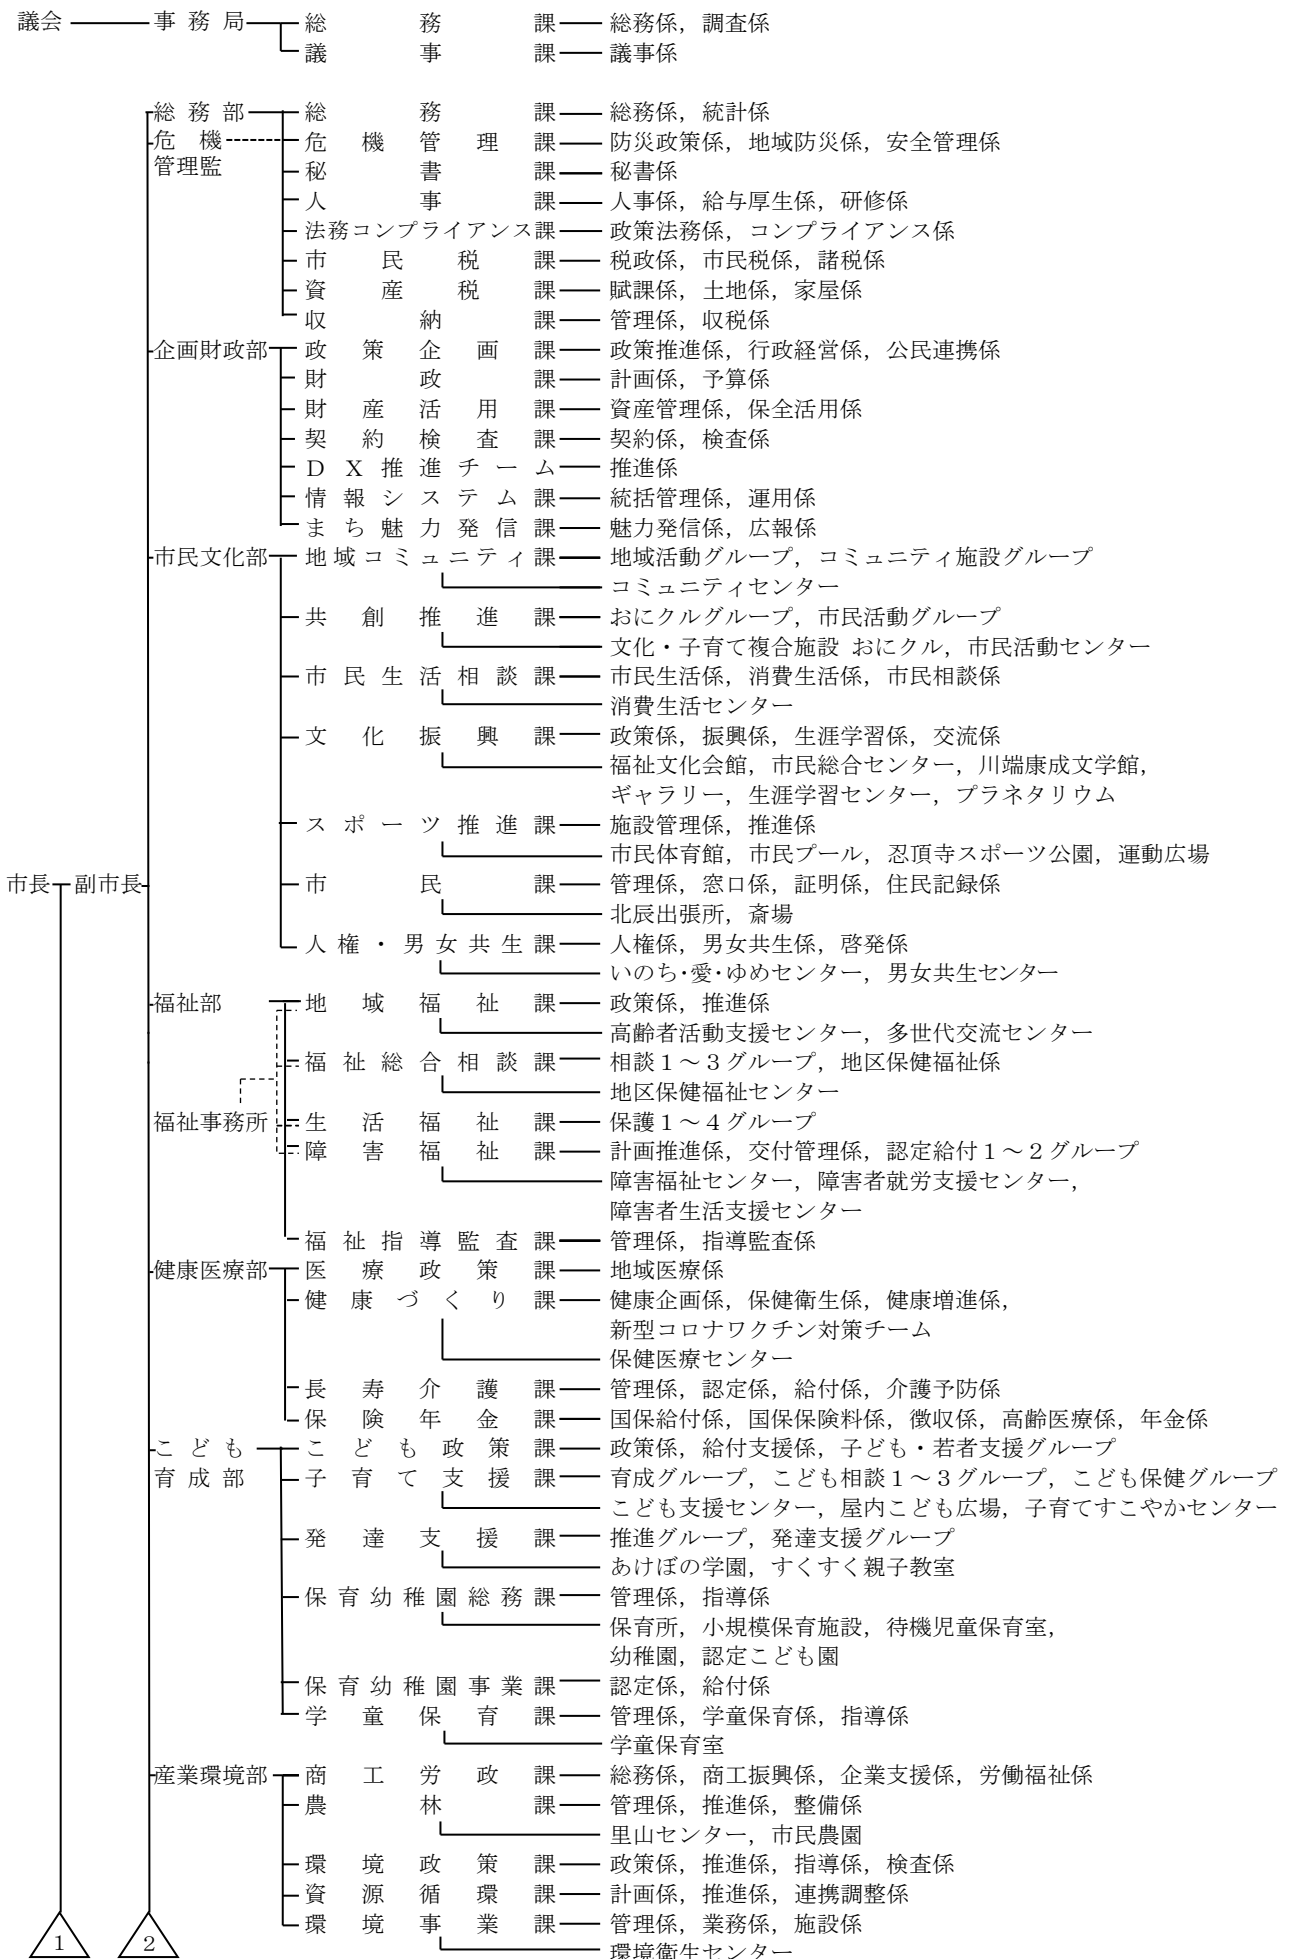 議会 事務局 総務課 総務係，調査係
議事課 議事係
総務部 総務課 総務係，統計係
危機 危機管理課 防災政策係，地域防災係，安全管理係
管理監
秘書課 秘書係
人事課 人事係，給与厚生係，研修係
法務コンプライアンス課 政策法務係，コンプライアンス係
市民税課 税政係，市民税係，諸税係
資産税課 賦課係，土地係，家屋係
収納課 管理係，収税係
企画財政部 政策企画課 政策推進係，行政経営係，公民連携係
財政課 計画係，予算係
財産活用課 資産管理係，保全活用係
契約検査課 契約係，検査係
ＤＸ推進チーム 推進係
情報システム課 統括管理係，運用係
まち魅力発信課 魅力発信係，広報係
市民文化部 地域コミュニティ課 地域活動グループ，コミュニティ施設グループ
コミュニティセンター
共創推進課 おにクルグループ，市民活動グループ
文化・子育て複合施設 おにクル，市民活動センター
市民生活相談課 市民生活係，消費生活係，市民相談係
消費生活センター
文化振興課 政策係，振興係，生涯学習係，交流係
福祉文化会館，市民総合センター，川端康成文学館，
ギャラリー，生涯学習センター，プラネタリウム
スポーツ推進課 施設管理係，推進係
市民体育館，市民プール，忍頂寺スポーツ公園，運動広場
市長 副市長 市民課 管理係，窓口係，証明係，住民記録係
北辰出張所，斎場
人権・男女共生課 人権係，男女共生係，啓発係
いのち･愛･ゆめセンター，男女共生センター
福祉部 地域福祉課 政策係，推進係
高齢者活動支援センター，多世代交流センター
福祉総合相談課 相談１～３グループ，地区保健福祉係
地区保健福祉センター
福祉事務所 生活福祉課 保護１～４グループ
障害福祉課 計画推進係，交付管理係，認定給付１～２グループ
障害福祉センター，障害者就労支援センター，
障害者生活支援センター
福祉指導監査課 管理係，指導監査係
健康医療部 医療政策課 地域医療係
健康づくり課 健康企画係，保健衛生係，健康増進係，
新型コロナワクチン対策チーム
保健医療センター
長寿介護課 管理係，認定係，給付係，介護予防係
保険年金課 国保給付係，国保保険料係，徴収係，高齢医療係，年金係
こども こども政策課 政策係，給付支援係，子ども・若者支援グループ
育成部 子育て支援課 育成グループ，こども相談１～３グループ，こども保健グループ
こども支援センター，屋内こども広場，子育てすこやかセンター
発達支援課 推進グループ，発達支援グループ
あけぼの学園，すくすく親子教室
保育幼稚園総務課 管理係，指導係
保育所，小規模保育施設，待機児童保育室，
幼稚園，認定こども園
保育幼稚園事業課 認定係，給付係
学童保育課 管理係，学童保育係，指導係
学童保育室
産業環境部 商工労政課 総務係，商工振興係，企業支援係，労働福祉係
農林課 管理係，推進係，整備係
里山センター，市民農園
環境政策課 政策係，推進係，指導係，検査係
資源循環課 計画係，推進係，連携調整係
環境事業課 管理係，業務係，施設係
1 2 環境衛生センター